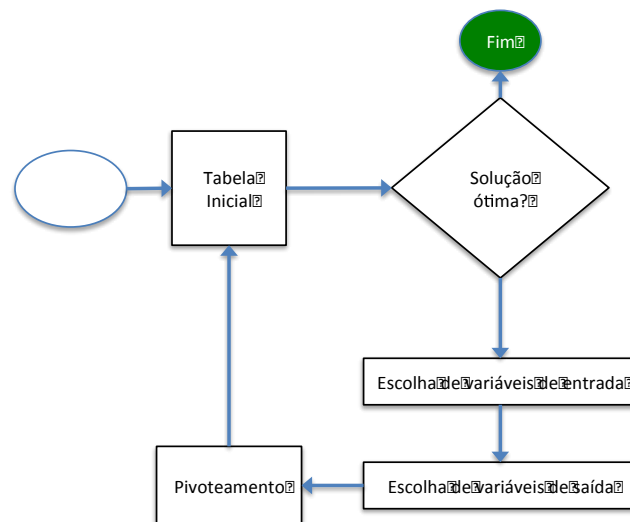 Fim
Tabela
Inicial
Solução
ótima?
Escolha de variáveis de entrada
Escolha de variáveis de saída
Pivoteamento